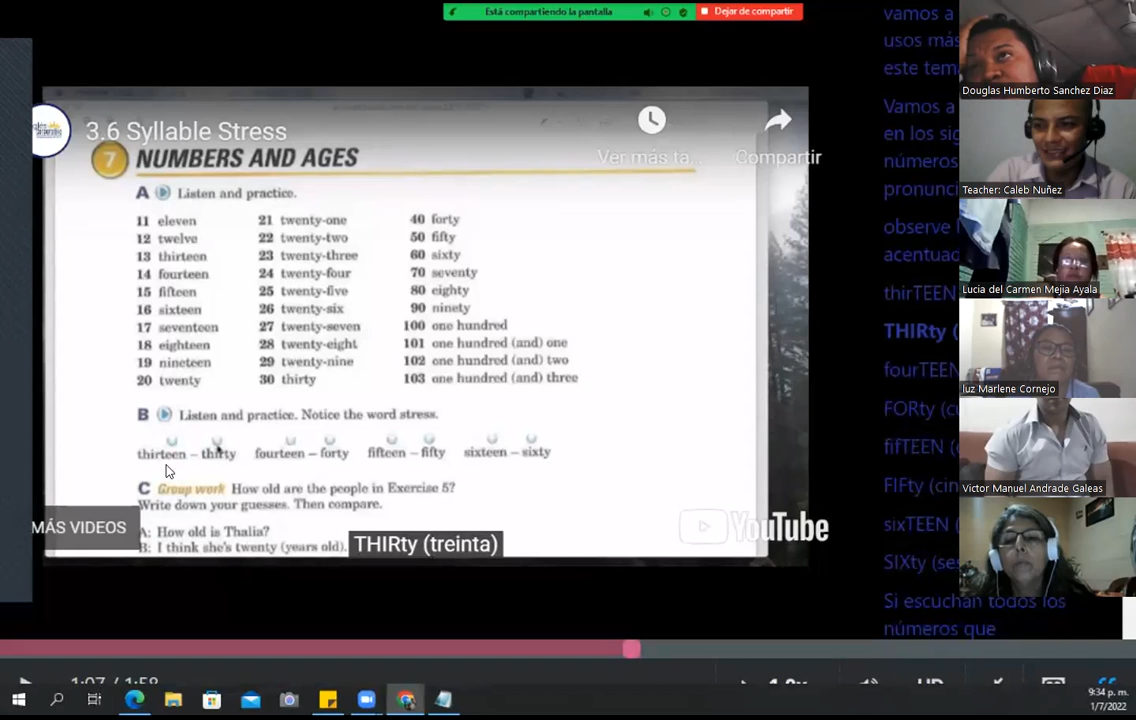 Está compartiendo la pantalla
Dejar de compartir
3.6 Syllable Stress
Ver más ta...
Compartir
7 NUMBERS AND AGES
A Listen and practice.
11 eleven 21 twenty-one 40 forty
12 twelve 22 twenty-two 50 fifty
13 thirteen 23 twenty-three 60 sixty
14 fourteen 24 twenty-four 70 seventy
15 fifteen 25 twenty-five 80 eighty
16 sixteen 26 twenty-six 90 ninety
17 seventeen 27 twenty-seven 100 one hundred
18 eighteen 28 twenty-eight 101 one hundred (and) one
19 nineteen 29 twenty-nine 102 one hundred (and) two
20 twenty 30 thirty 103 one hundred (and) three
B Listen and practice. Notice the word stress.
thirteen – thirty fourteen – forty fifteen – fifty sixteen – sixty
C Group work How old are the people in Exercise 5?
Write down your guesses. Then compare.
A: How old is Thalia?
B: I think she's twenty (years old).
MÁS VIDEOS
THIRty (treinta)
YouTube
vamos a
usos más
este tem
Vamos a
en los sig
números
pronunc
observe l
acentuad
thirTEEN
THIRty (
fourTEEN
FORty (c
fifTEEN
FIFty (cin
sixTEEN
SIXty (se
Si escuchan todos los
números que
Douglas Humberto Sanchez Diaz
Teacher: Caleb Nuñez
Lucia del Carmen Mejia Ayala
luz Marlene Cornejo
Victor Manuel Andrade Galeas
1:07 / 1:58
HD
9:34 p. m.
1/7/2022